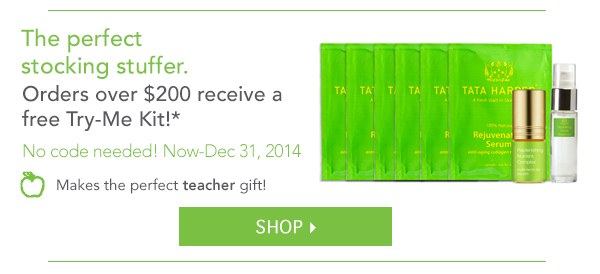 The perfect
stocking stuffer.
Orders over $200 receive a
free Try-Me Kit!*
No code needed! Now-Dec 31, 2014
Makes the perfect teacher gift!
SHOP
TATA HARPER
Rejuvenating
Serum